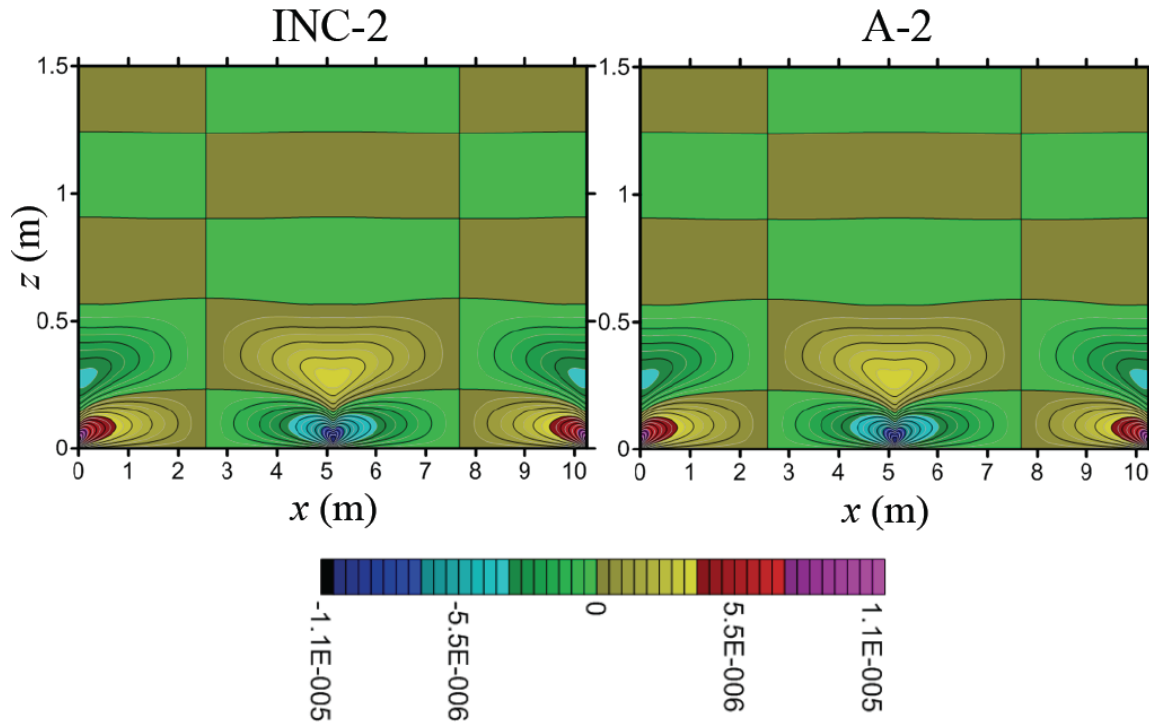 INC-2 A-2
1.5 1.5
1 1
z (m)
0.5 0.5
0 0
0 1 2 3 4 5 6 7 8 9 10 0 1 2 3 4 5 6 7 8 9 10
x (m) x (m)
-1.1E-005 -5.5E-006 0 5.5E-006 1.1E-005